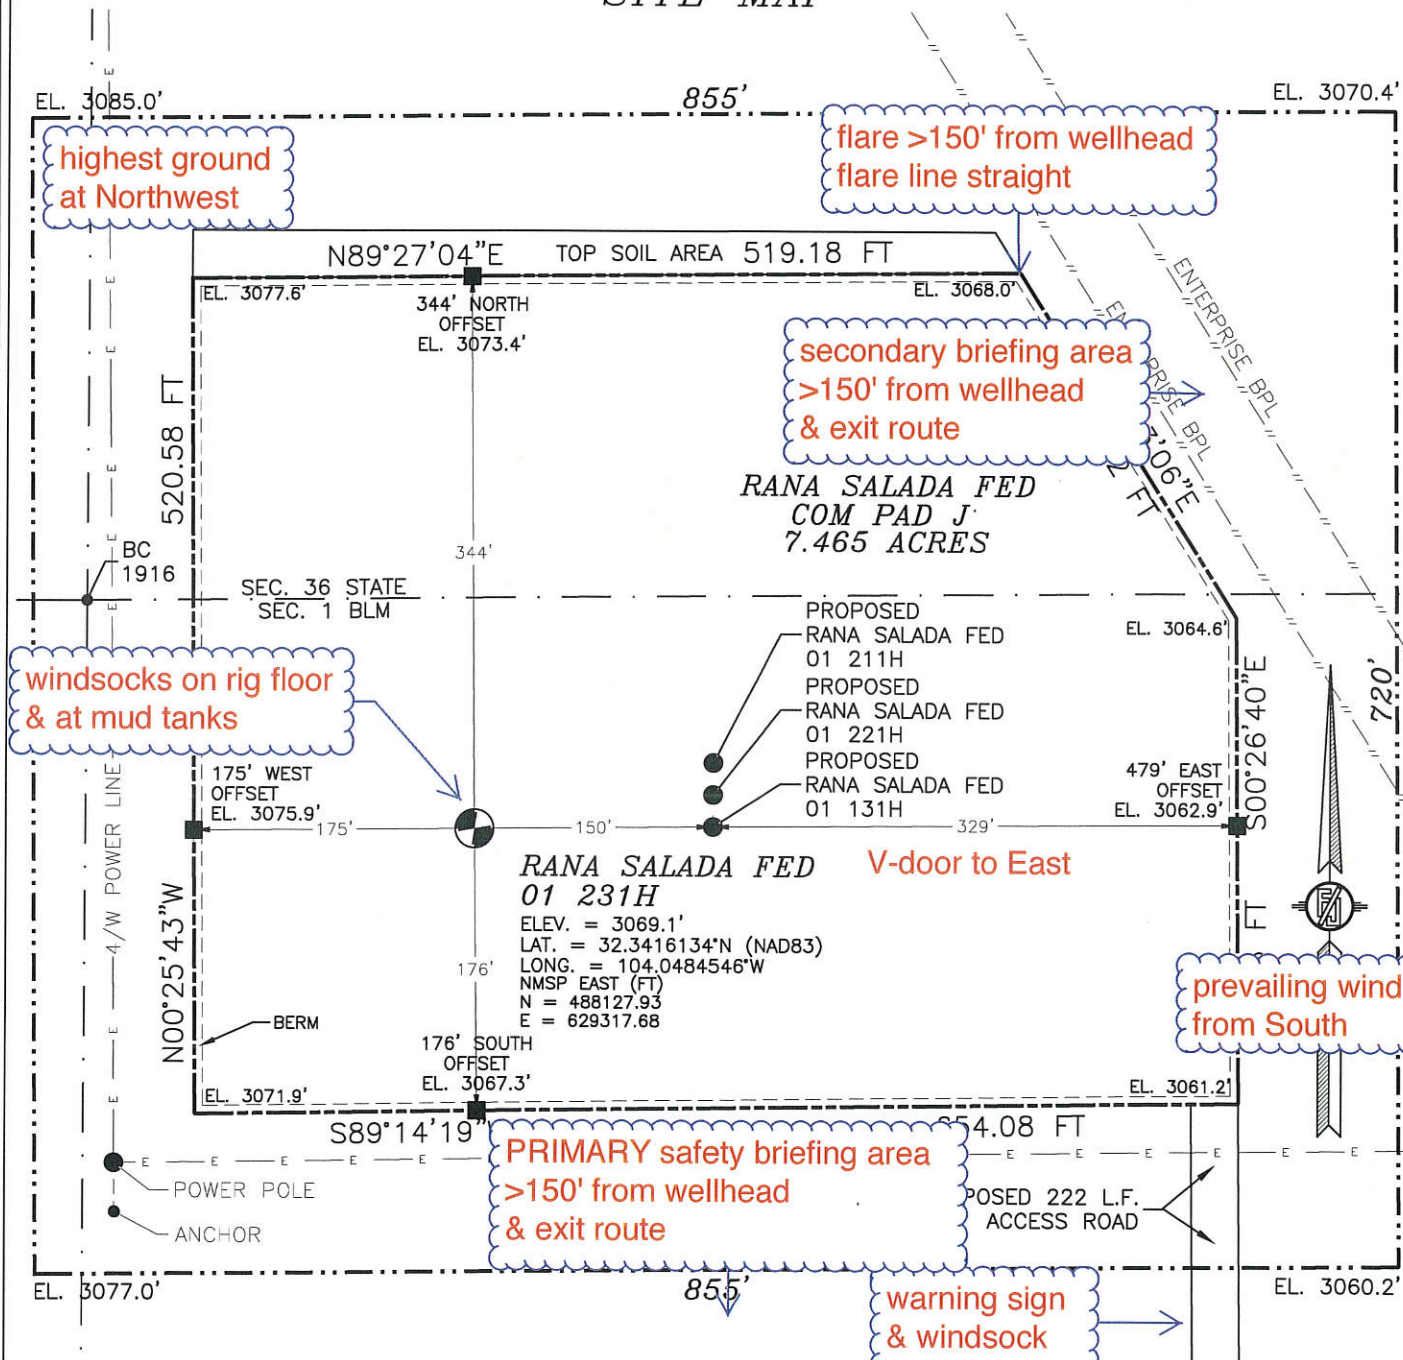 SITE MAP
EL. 3085.0'
855'
EL. 3070.4'
highest ground
at Northwest
flare >150' from wellhead
flare line straight
N89°27'04"E
TOP SOIL AREA 519.18 FT
EL. 3077.6'
344' NORTH
OFFSET
EL. 3073.4'
EL. 3068.0'
ENTERPRISE BPL
PRISE BPL
secondary briefing area
>150' from wellhead
& exit route
'06"E
FT
520.58 FT
RANA SALADA FED
COM PAD J
7.465 ACRES
344'
BC
1916
SEC. 36 STATE
SEC. 1 BLM
PROPOSED
RANA SALADA FED
01 211H
PROPOSED
RANA SALADA FED
01 221H
PROPOSED
RANA SALADA FED
01 131H
EL. 3064.6'
windsocks on rig floor
& at mud tanks
720'
S00°26'40"E
175' WEST
OFFSET
EL. 3075.9'
479' EAST
OFFSET
EL. 3062.9'
175'
150'
329'
V-door to East
RANA SALADA FED
01 231H
ELEV. = 3069.1'
LAT. = 32.3416134°N (NAD83)
LONG. = 104.0484546°W
NMSP EAST (FT)
N = 488127.93
E = 629317.68
/W POWER LINE
N00°25'43"W
176'
FT
prevailing wind
from South
BERM
176' SOUTH
OFFSET
EL. 3067.3'
EL. 3071.9'
EL. 3061.2'
S89°14'19"
54.08 FT
PRIMARY safety briefing area
>150' from wellhead
& exit route
POWER POLE
ANCHOR
POSED 222 L.F.
ACCESS ROAD
EL. 3077.0'
855'
EL. 3060.2'
warning sign
& windsock